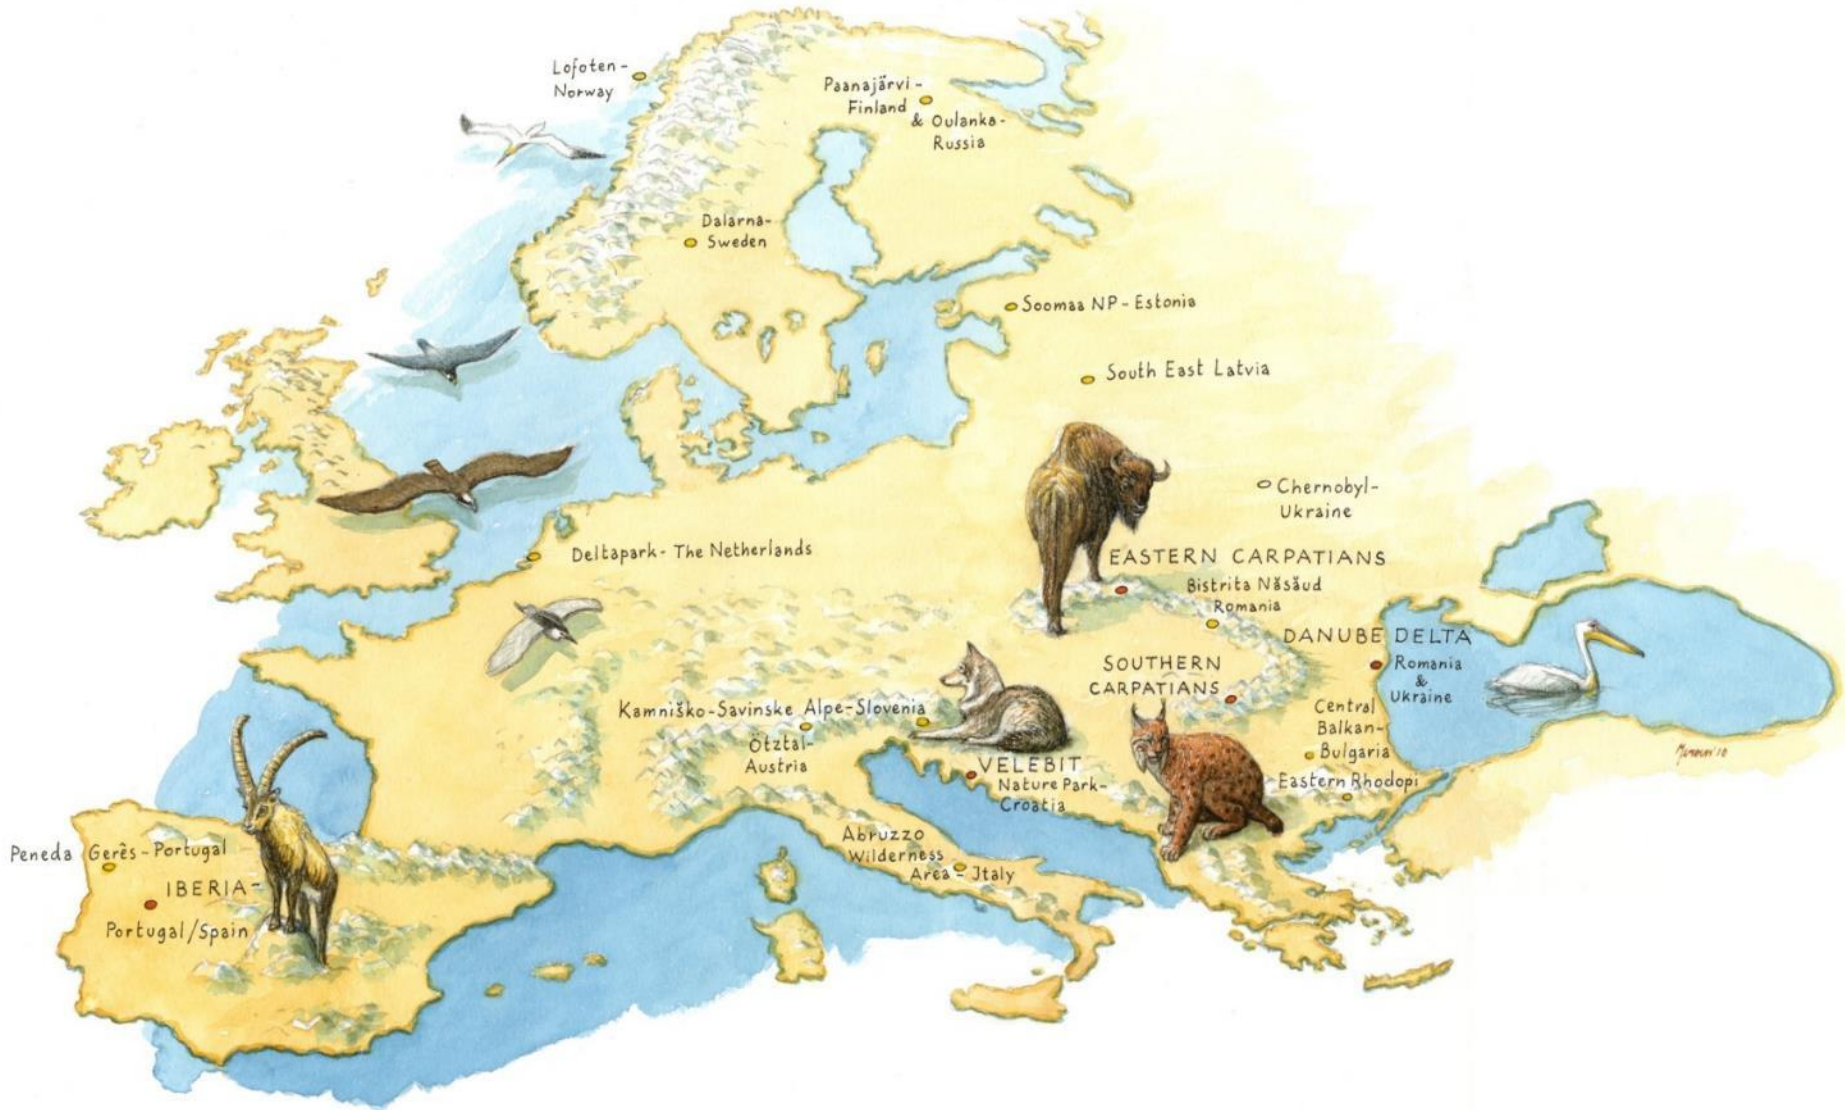 Lofoten-
Norway
Paanajärvi-
Finland
& Oulanka-
Russia
Dalarna-
Sweden
Soomaa NP-Estonia
South East Latvia
Chernobyl-
Ukraine
Deltapark-The Netherlands
EASTERN CARPATIANS
Bistrita Năsăud
Romania
DANUBE DELTA
Romania
&
Ukraine
SOUTHERN
CARPATIANS
Kamniško-Savinske Alpe-Slovenia
Ötztal-
Austria
Central
Balkan-
Bulgaria
VELEBIT
Nature Park-
Croatia
Eastern Rhodopi
Abruzzo
Wilderness
Area-Italy
Peneda Gerês-Portugal
IBERIA-
Portugal/Spain